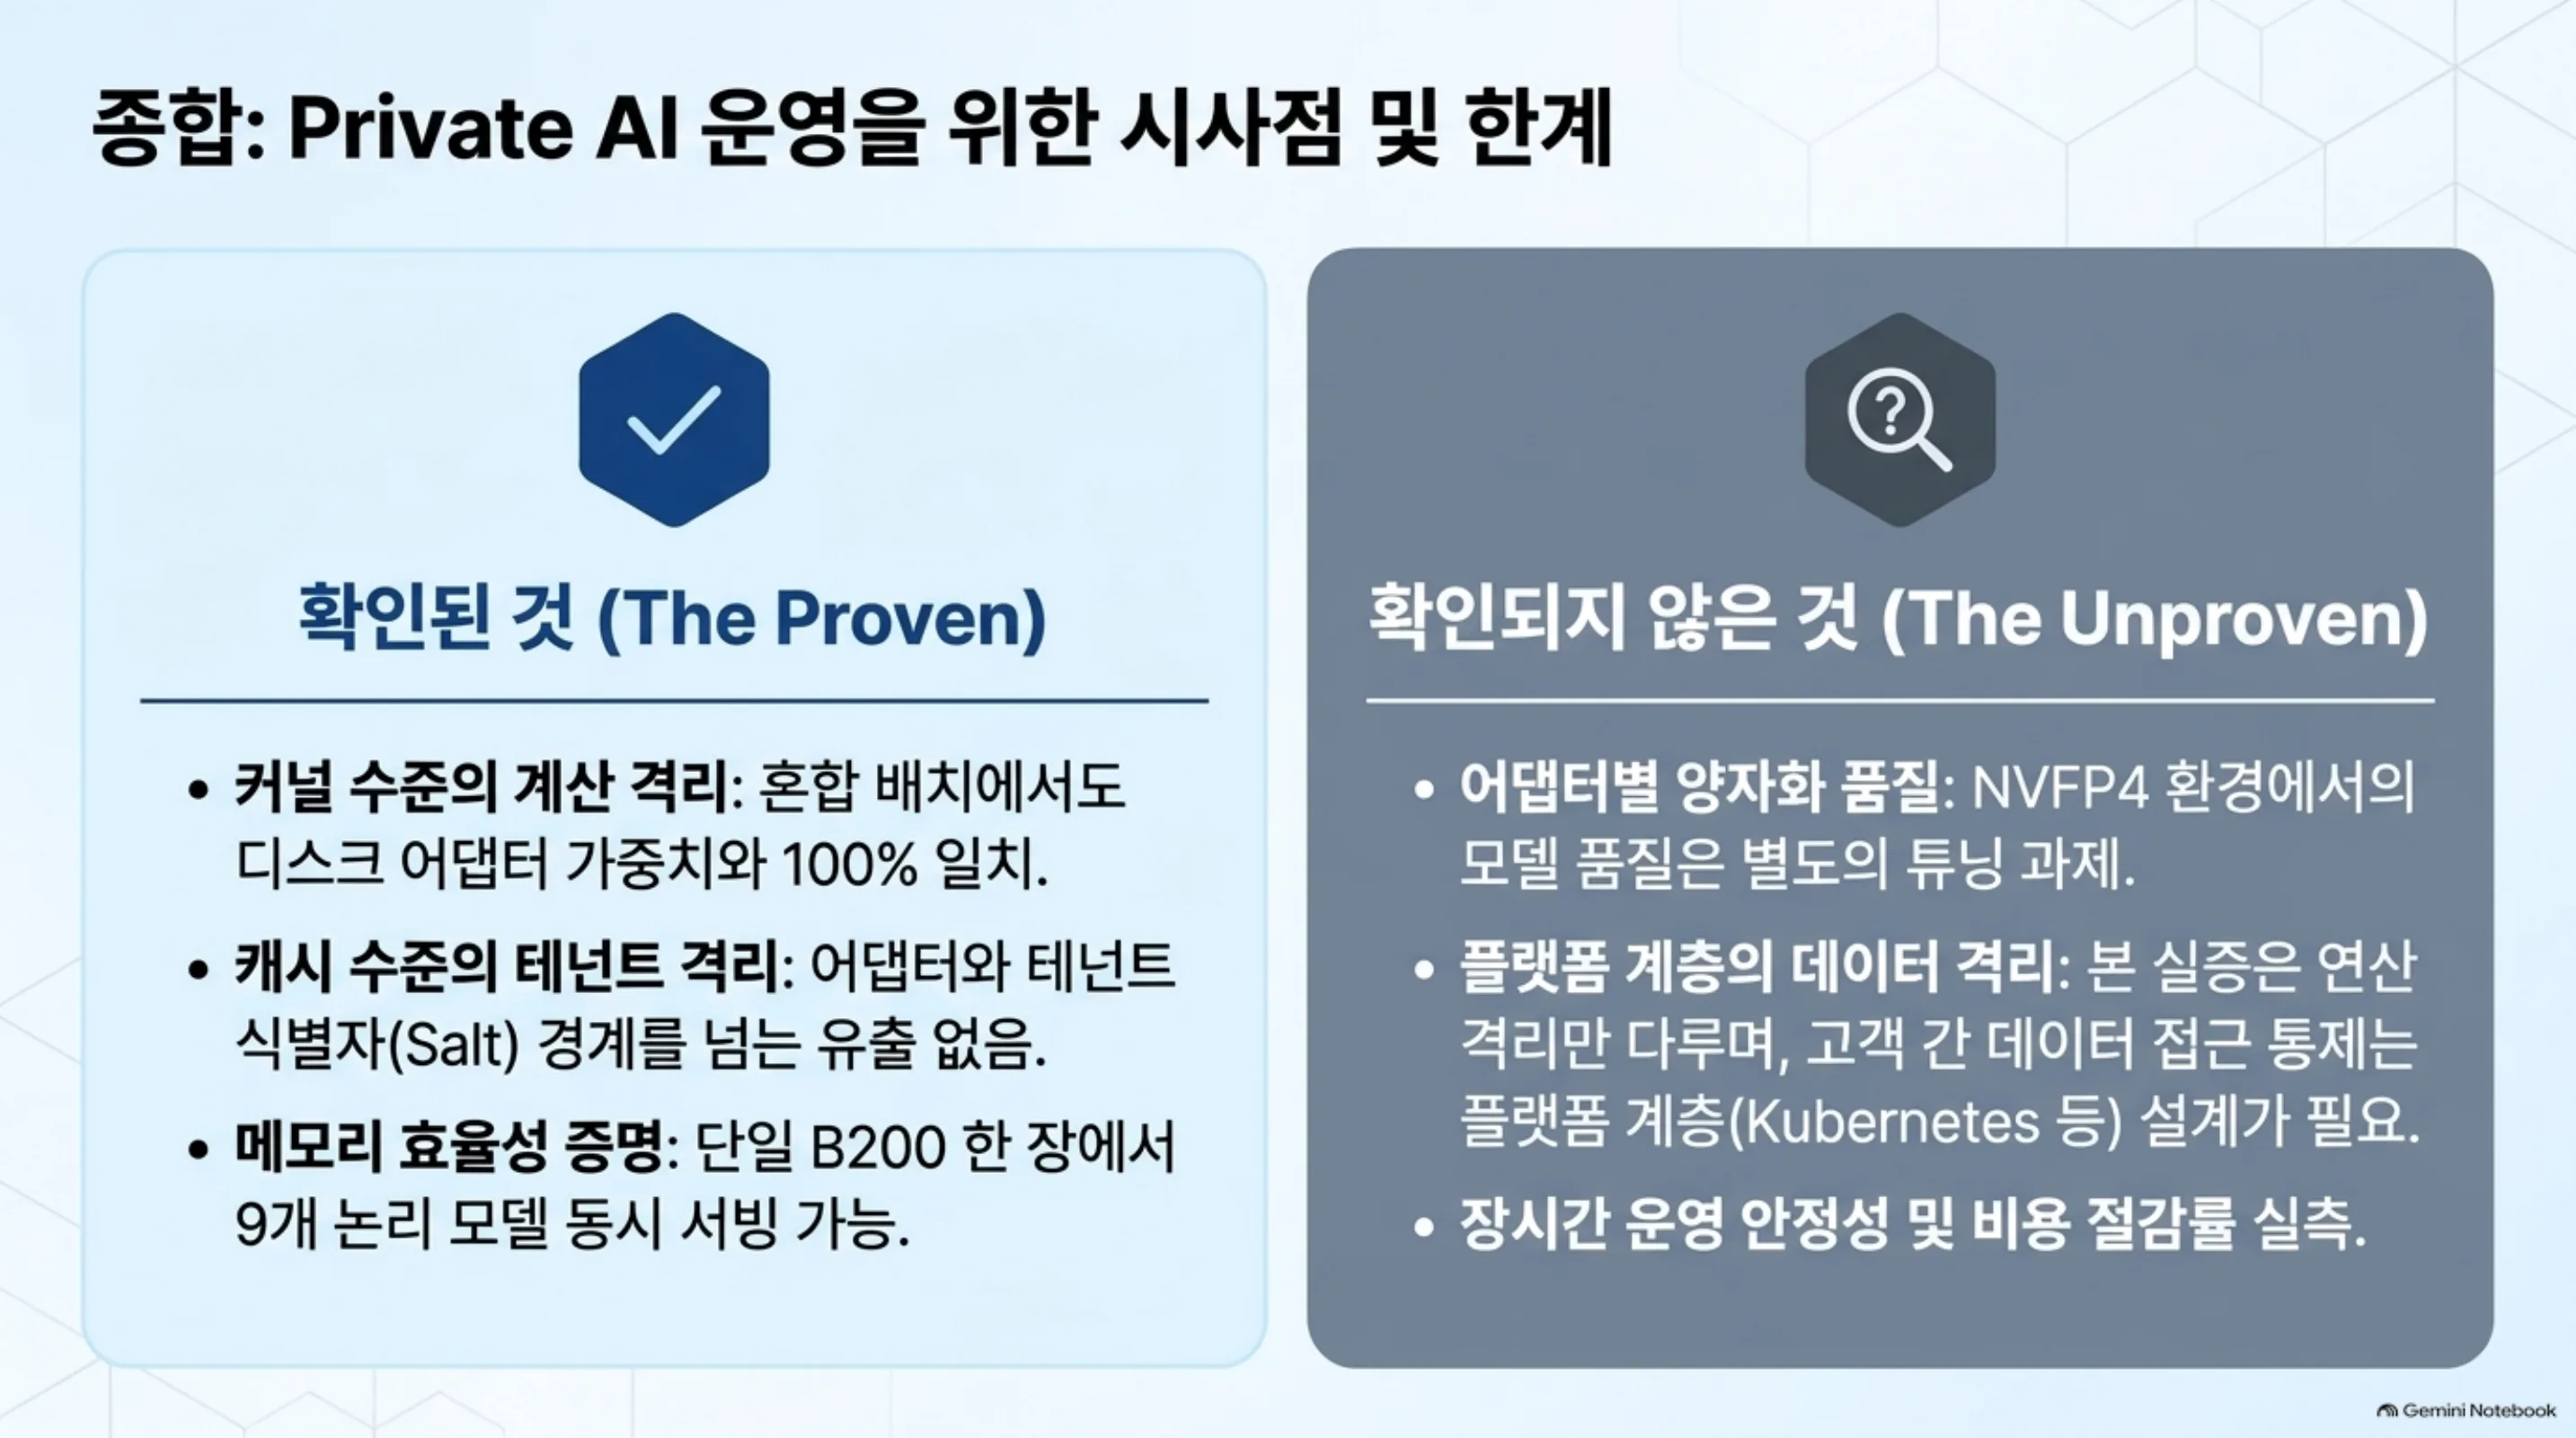 종합: Private AI 운영을 위한 시사점 및 한계
확인된 것 (The Proven)
• 커널 수준의 계산 격리: 혼합 배치에서도
디스크 어댑터 가중치와 100% 일치.
• 캐시 수준의 테넌트 격리: 어댑터와 테넌트
식별자(Salt) 경계를 넘는 유출 없음.
• 메모리 효율성 증명: 단일 B200 한 장에서
9개 논리 모델 동시 서빙 가능.
확인되지 않은 것 (The Unproven)
• 어댑터별 양자화 품질: NVFP4 환경에서의
모델 품질은 별도의 튜닝 과제.
• 플랫폼 계층의 데이터 격리: 본 실증은 연산
격리만 다루며, 고객 간 데이터 접근 통제는
플랫폼 계층(Kubernetes 등) 설계가 필요.
• 장시간 운영 안정성 및 비용 절감률 실측.
Gemini Notebook